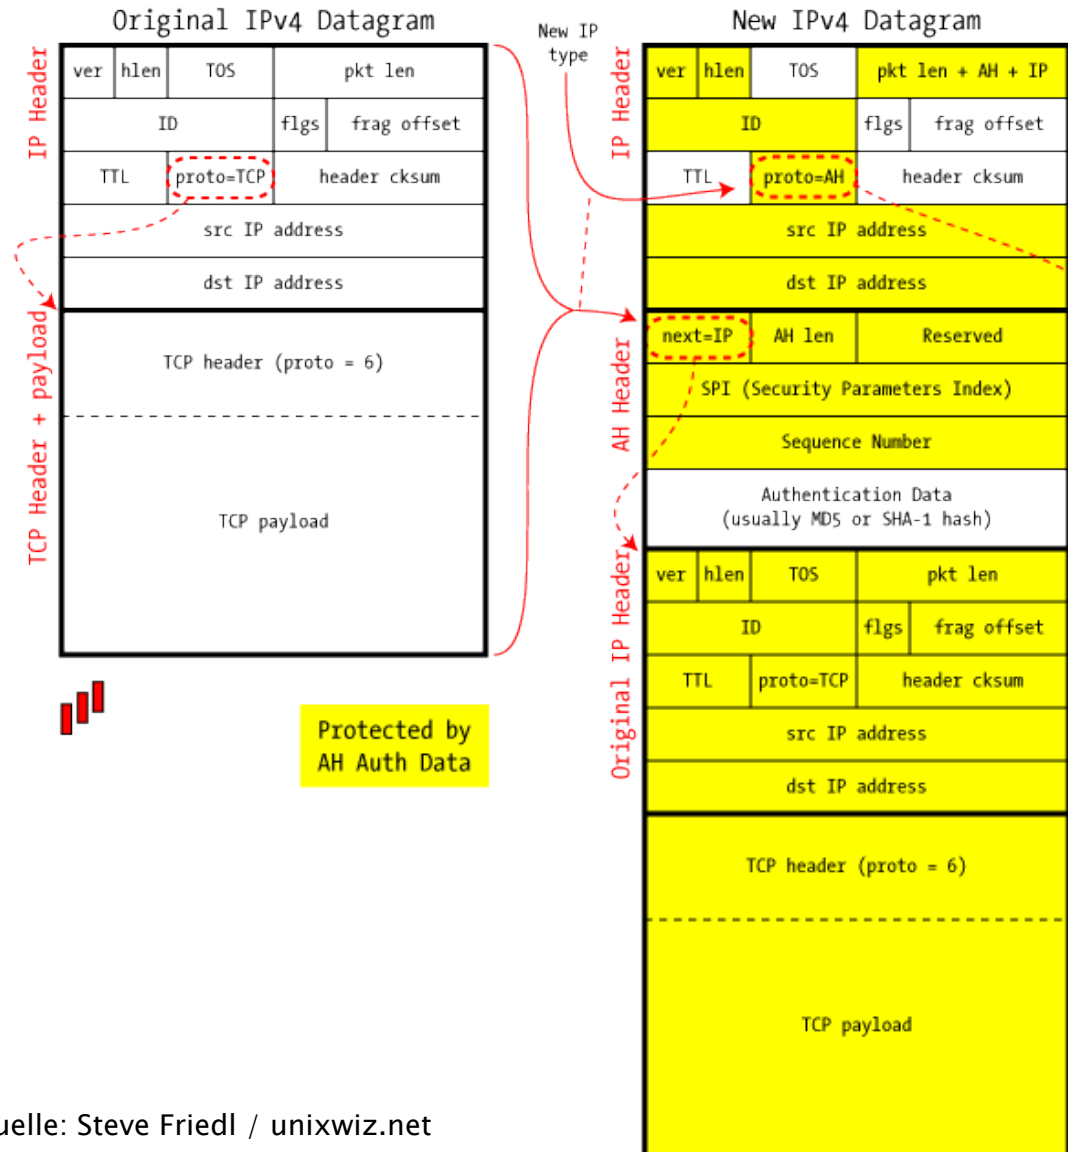 Original IPv4 Datagram
IP Header
ver hlen TOS pkt len
ID flgs frag offset
TTL proto=TCP header cksum
src IP address
dst IP address
TCP Header + payload
TCP header (proto = 6)
TCP payload
Protected by
AH Auth Data
New IP
type
New IPv4 Datagram
IP Header
ver hlen TOS pkt len + AH + IP
ID flgs frag offset
TTL proto=AH header cksum
src IP address
dst IP address
AH Header
next=IP AH len Reserved
SPI (Security Parameters Index)
Sequence Number
Authentication Data
(usually MD5 or SHA-1 hash)
Original IP Header
ver hlen TOS pkt len
ID flgs frag offset
TTL proto=TCP header cksum
src IP address
dst IP address
TCP header (proto = 6)
TCP payload
uelle: Steve Friedl / unixwiz.net